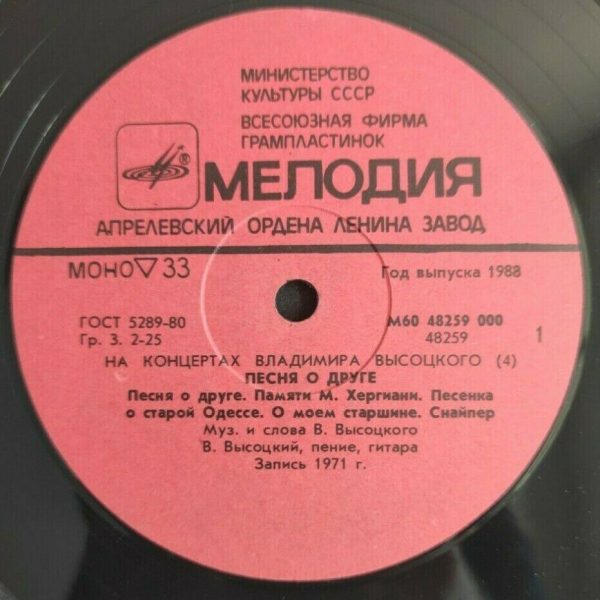 МИНИСТЕРСТВО
КУЛЬТУРЫ СССР
ВСЕСОЮЗНАЯ ФИРМА
ГРАМПЛАСТИНОК
®
МЕЛОДИЯ
АПРЕЛЕВСКИЙ ОРДЕНА ЛЕНИНА ЗАВОД
МОНО ▽ 33
Год выпуска 1988
ГОСТ 5289-80
М60 48259 000
Гр. 3. 2-25
48259
1
НА КОНЦЕРТАХ ВЛАДИМИРА ВЫСОЦКОГО (4)
ПЕСНЯ О ДРУГЕ
Песня о друге. Памяти М. Хергиани. Песенка
о старой Одессе. О моем старшине. Снайпер
Муз. и слова В. Высоцкого
В. Высоцкий, пение, гитара
Запись 1971 г.